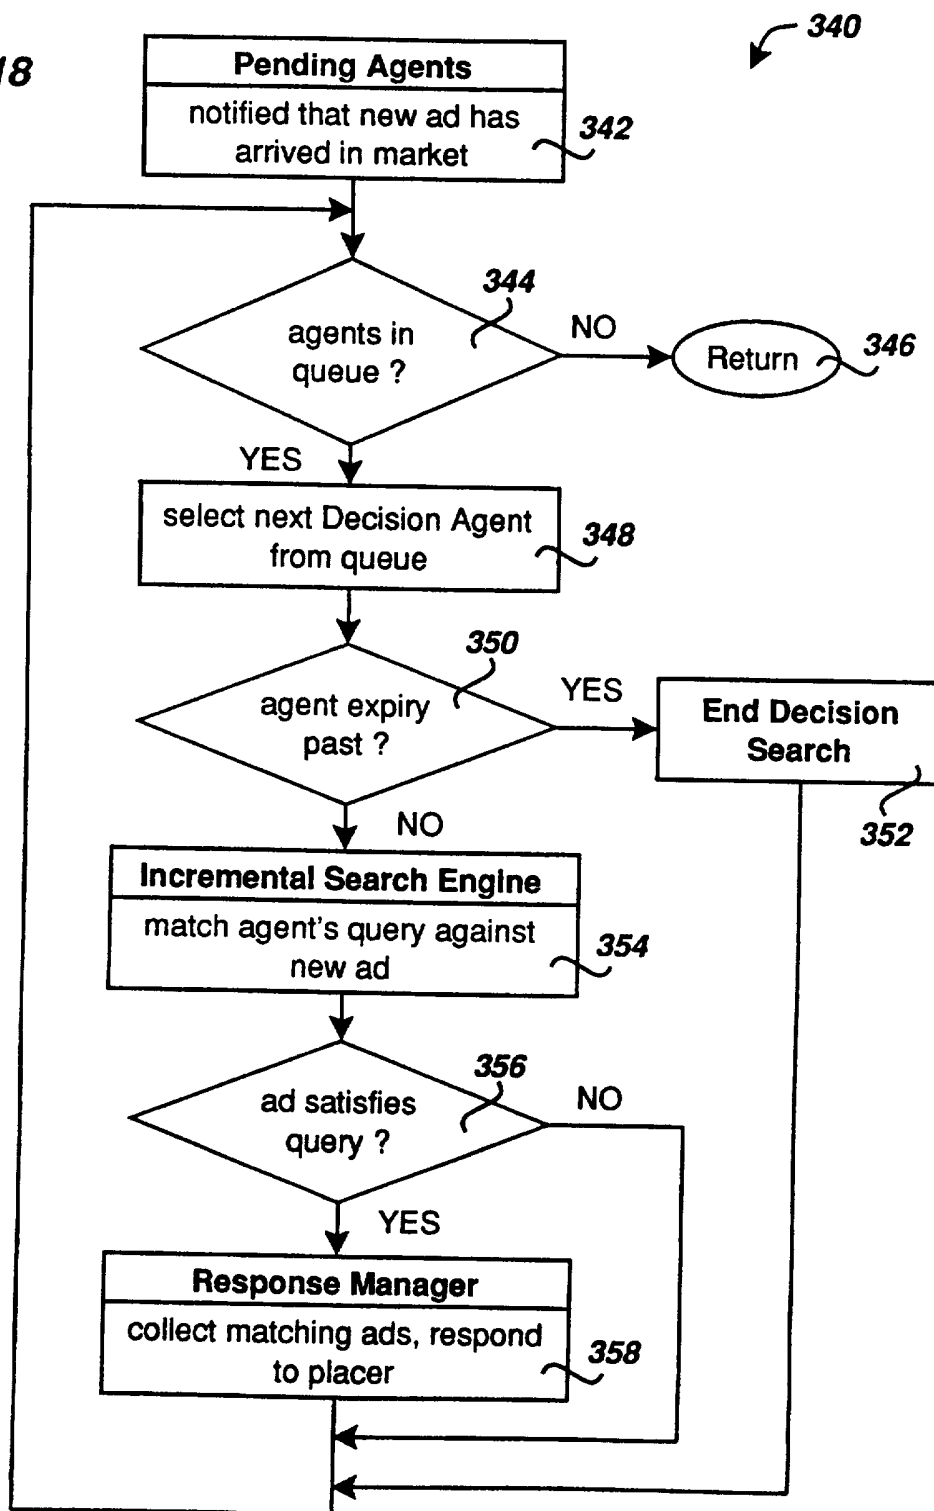 18
340
Pending Agents
notified that new ad has
arrived in market
342
344
agents in
queue ?
NO
Return
346
YES
select next Decision Agent
from queue
348
350
agent expiry
past ?
YES
End Decision
Search
352
NO
Incremental Search Engine
match agent's query against
new ad
354
356
ad satisfies
query ?
NO
YES
Response Manager
collect matching ads, respond
to placer
358